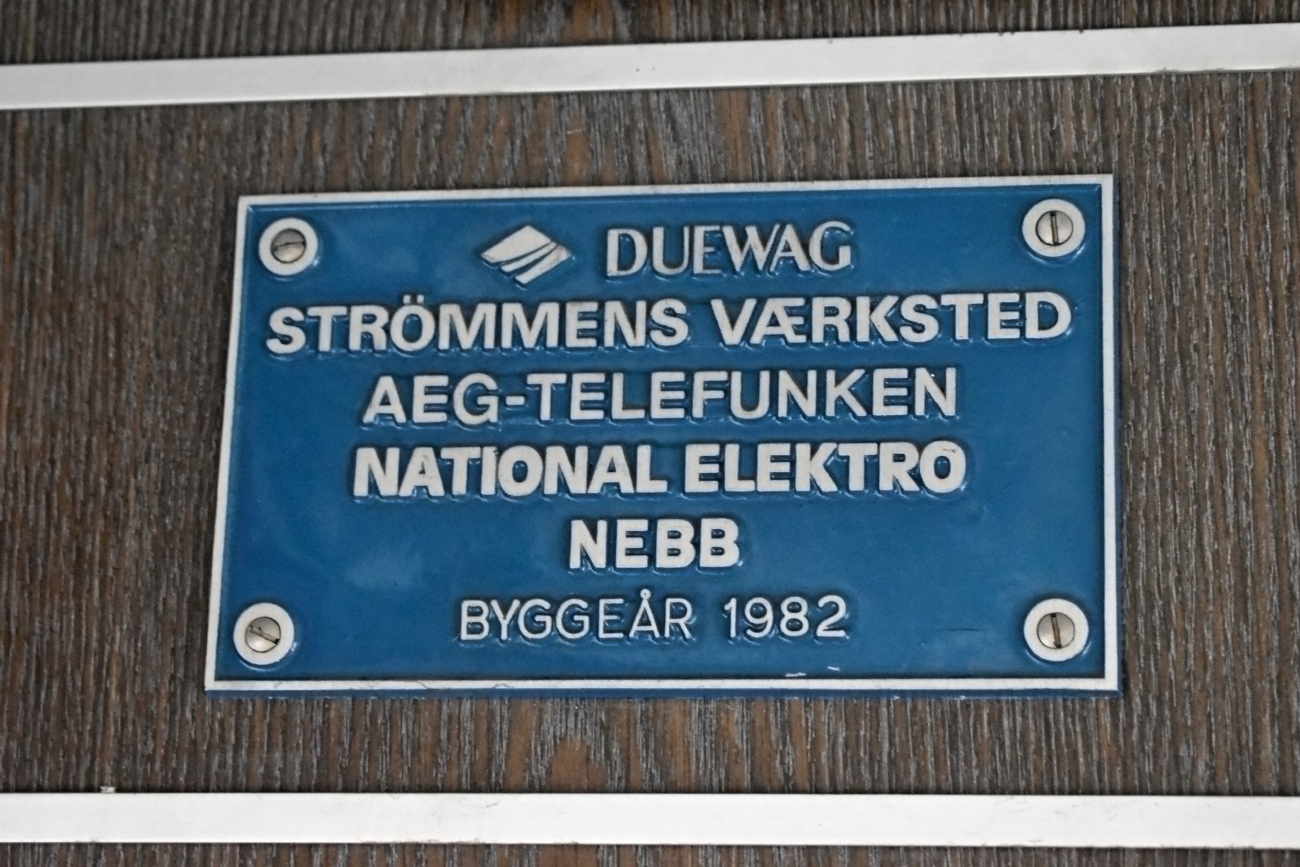 DUEWAG
STRÖMMENS VÆRKSTED
AEG-TELEFUNKEN
NATIONAL ELEKTRO
NEBB
BYGGEÅR 1982